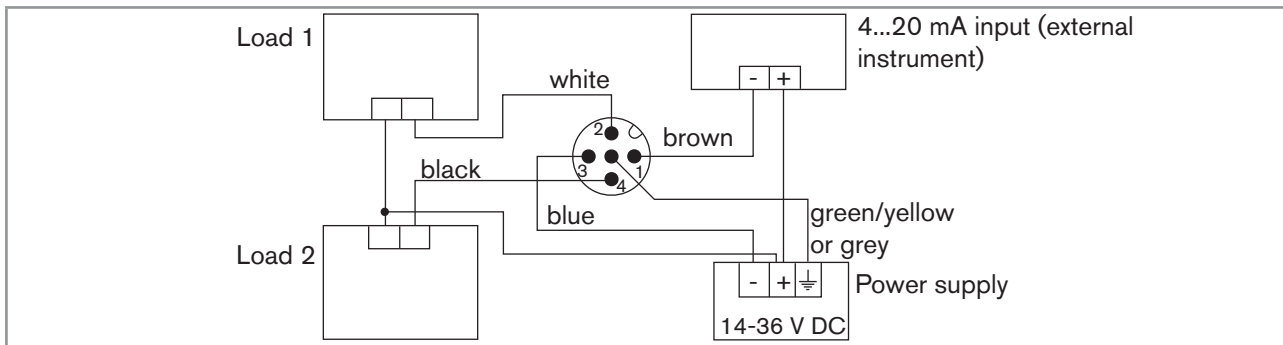 Load 1
4...20 mA input (external
instrument)
- +
white
2
brown
3
1
black
4
blue
green/yellow
or grey
Load 2
- +
Power supply
14-36 V DC